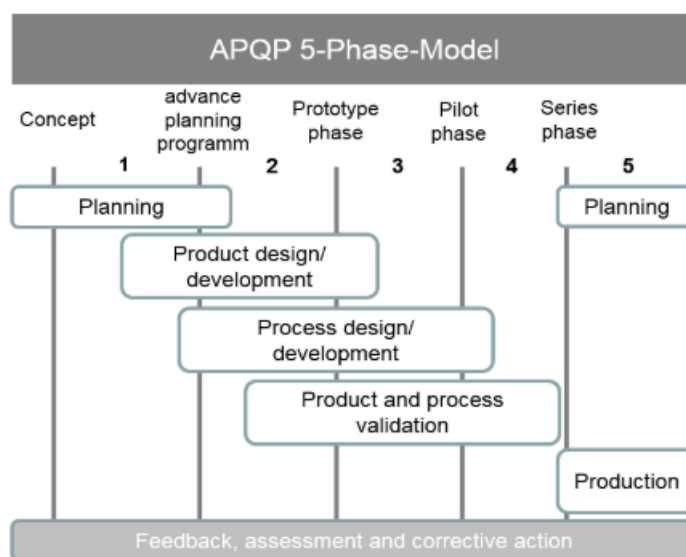 APQP 5-Phase-Model
Concept
advance
planning
programm
Prototype
phase
Pilot
phase
Series
phase
1
2
3
4
5
Planning
Planning
Product design/
development
Process design/
development
Product and process
validation
Production
Feedback, assessment and corrective action